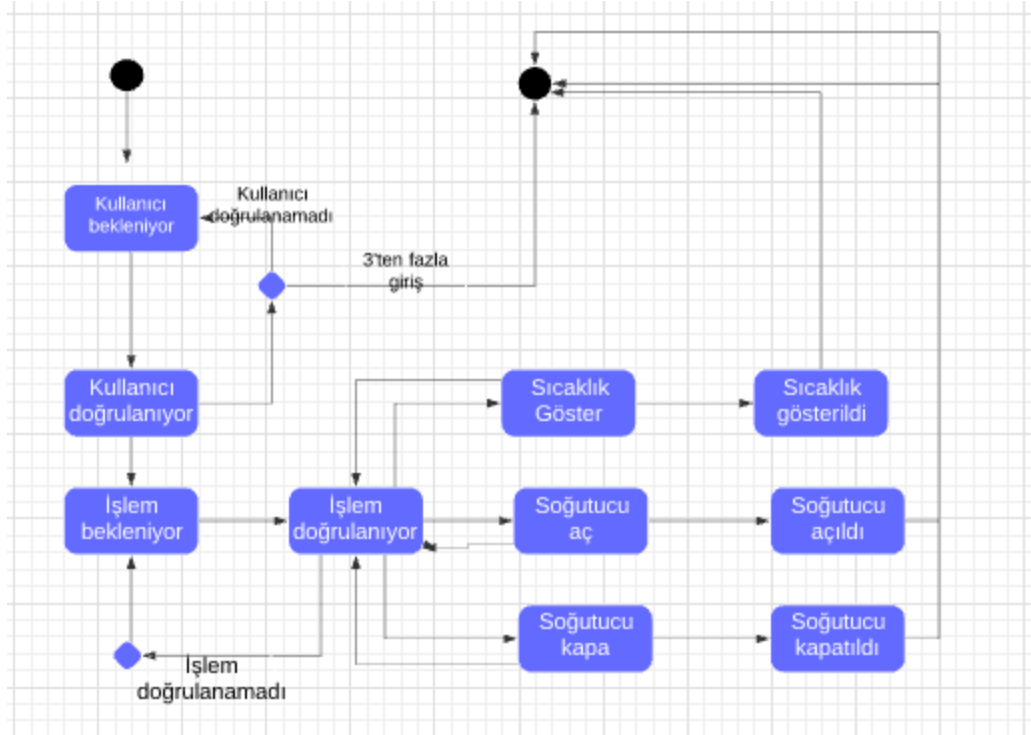 Kullanıcı
bekleniyor
Kullanıcı
doğrulanamadı
3'ten fazla
giriş
Kullanıcı
doğrulanıyor
Sıcaklık
Göster
Sıcaklık
gösterildi
İşlem
bekleniyor
İşlem
doğrulanıyor
Soğutucu
aç
Soğutucu
açıldı
Soğutucu
kapa
Soğutucu
kapatıldı
İşlem
doğrulanamadı